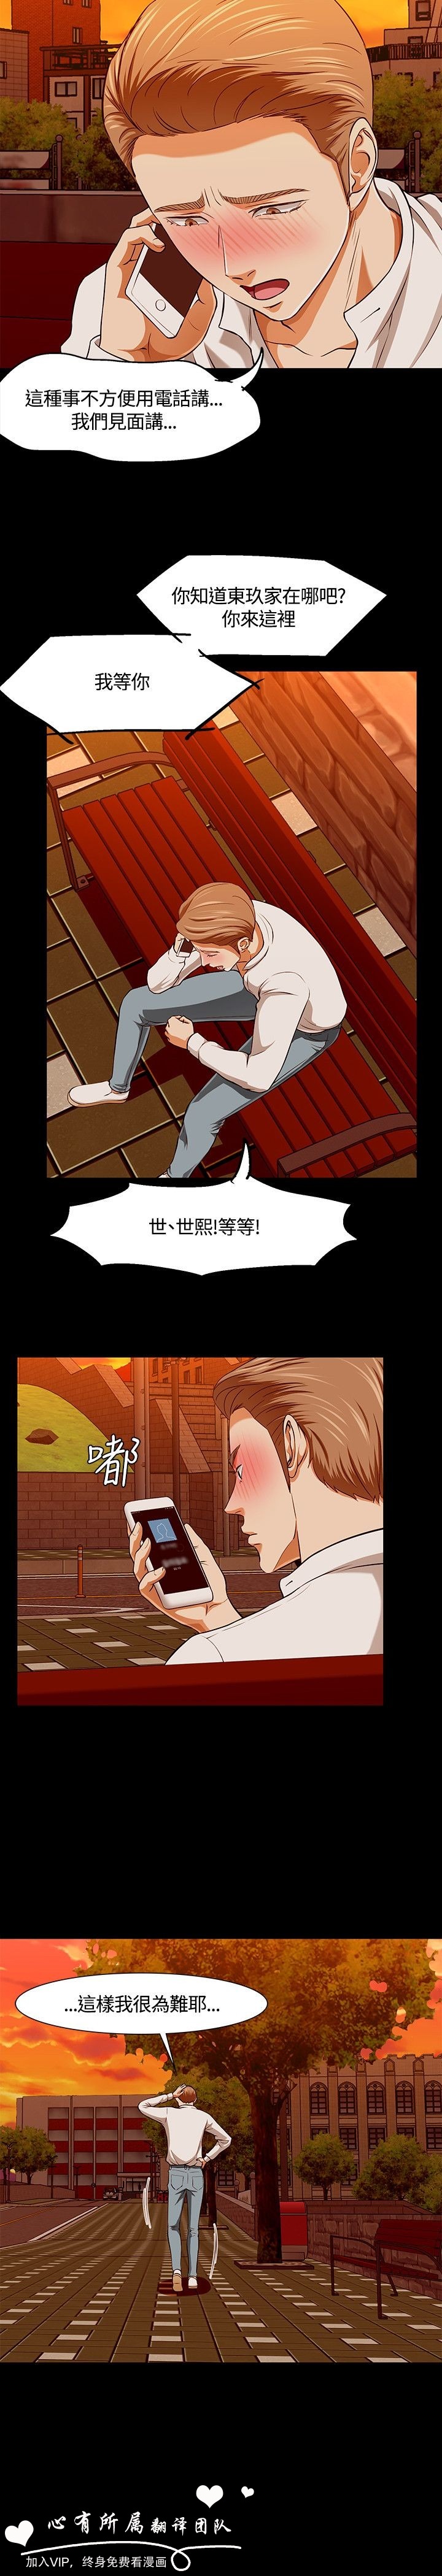 這種事不方便用電話講...
我們見面講...
你知道東玖家在哪吧?
你來這裡
我等你
世、世熙!等等!
嘟
...這樣我很為難耶...
心有所属翻译团队
加入VIP，终身免费看漫画